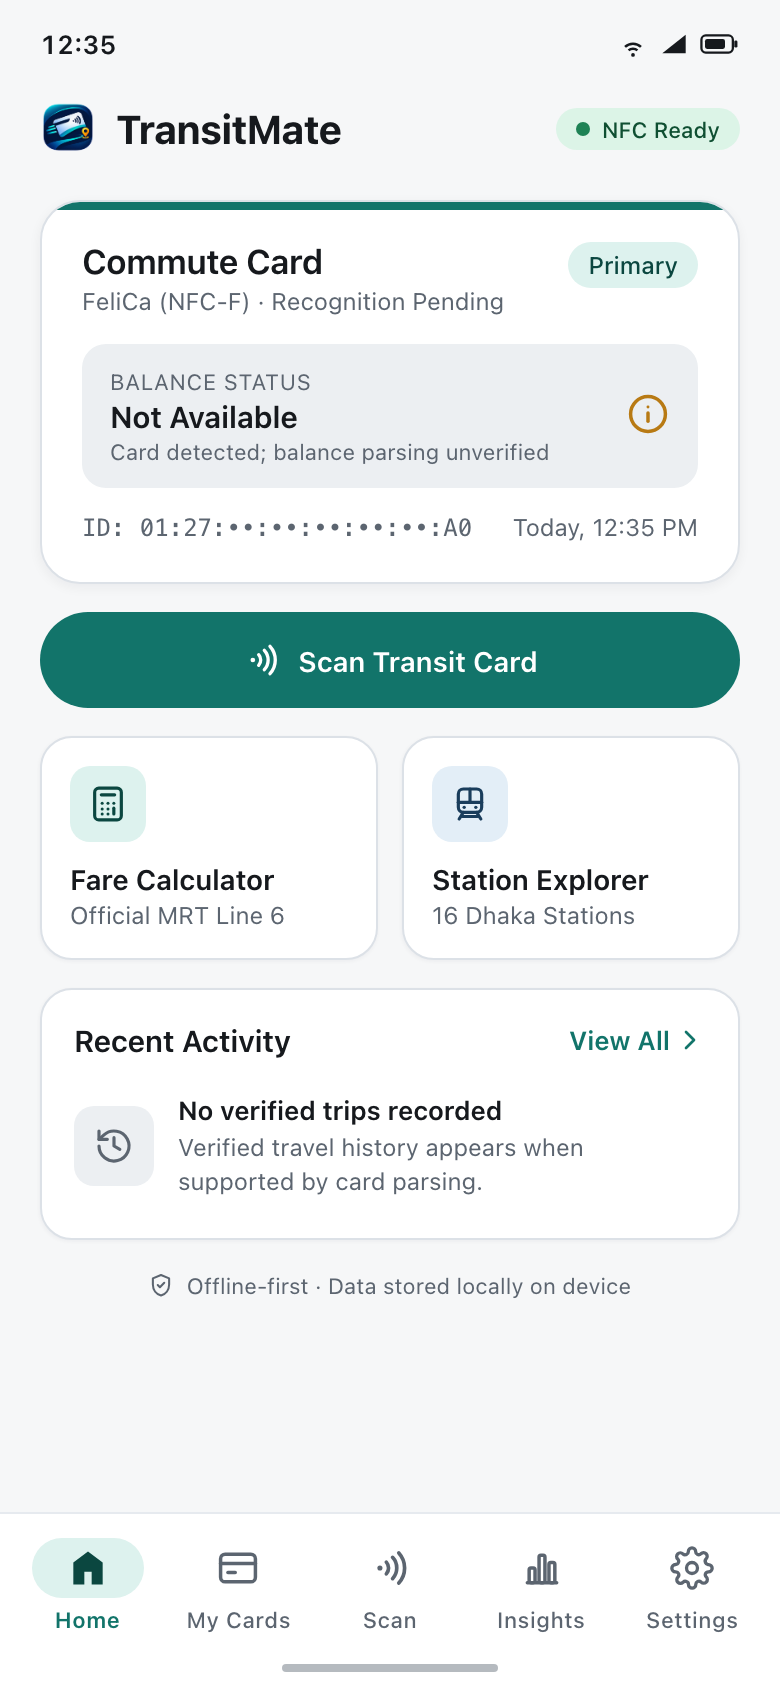 12:35
TransitMate
NFC Ready
Commute Card
Primary
FeliCa (NFC-F) · Recognition Pending
BALANCE STATUS
Not Available
Card detected; balance parsing unverified
ID: 01:27:••:••:••:••:••:A0
Today, 12:35 PM
Scan Transit Card
Fare Calculator
Official MRT Line 6
Station Explorer
16 Dhaka Stations
Recent Activity
View All
No verified trips recorded
Verified travel history appears when
supported by card parsing.
Offline-first · Data stored locally on device
Home
My Cards
Scan
Insights
Settings